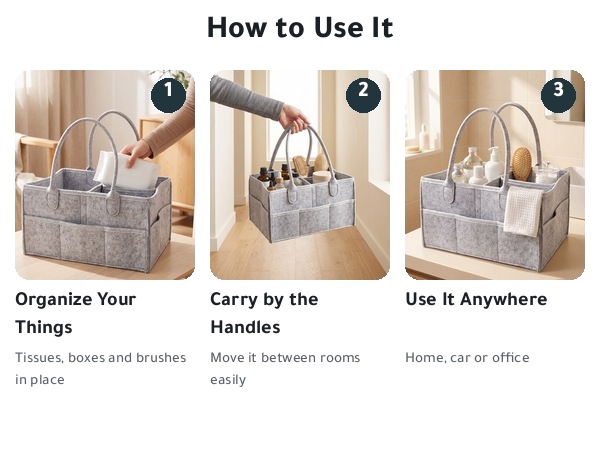 How to Use It
1
2
3
Organize Your
Things
Tissues, boxes and brushes
in place
Carry by the
Handles
Move it between rooms
easily
Use It Anywhere
Home, car or office